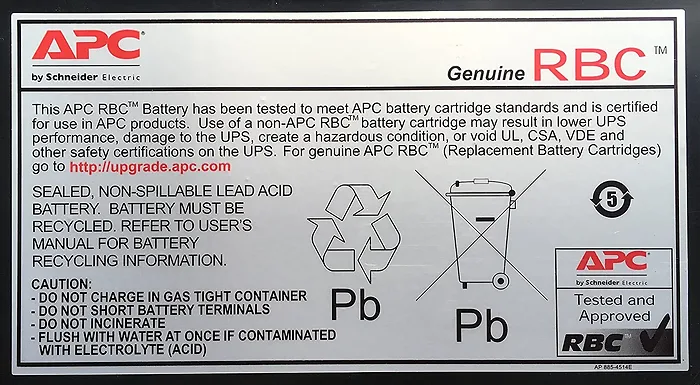 APC
by Schneider Electric
Genuine RBC™
This APC RBC™ Battery has been tested to meet APC battery cartridge standards and is certified
for use in APC products. Use of a non-APC RBC™ battery cartridge may result in lower UPS
performance, damage to the UPS, create a hazardous condition, or void UL, CSA, VDE and
other safety certifications on the UPS. For genuine APC RBC™ (Replacement Battery Cartridges)
go to http://upgrade.apc.com
SEALED, NON-SPILLABLE LEAD ACID
BATTERY. BATTERY MUST BE
RECYCLED. REFER TO USER'S
MANUAL FOR BATTERY
RECYCLING INFORMATION.
CAUTION:
- DO NOT CHARGE IN GAS TIGHT CONTAINER
- DO NOT SHORT BATTERY TERMINALS
- DO NOT INCINERATE
- FLUSH WITH WATER AT ONCE IF CONTAMINATED
WITH ELECTROLYTE (ACID)
Pb
Pb
5
APC
by Schneider Electric
Tested and
Approved
RBC™
AP 885-4514E